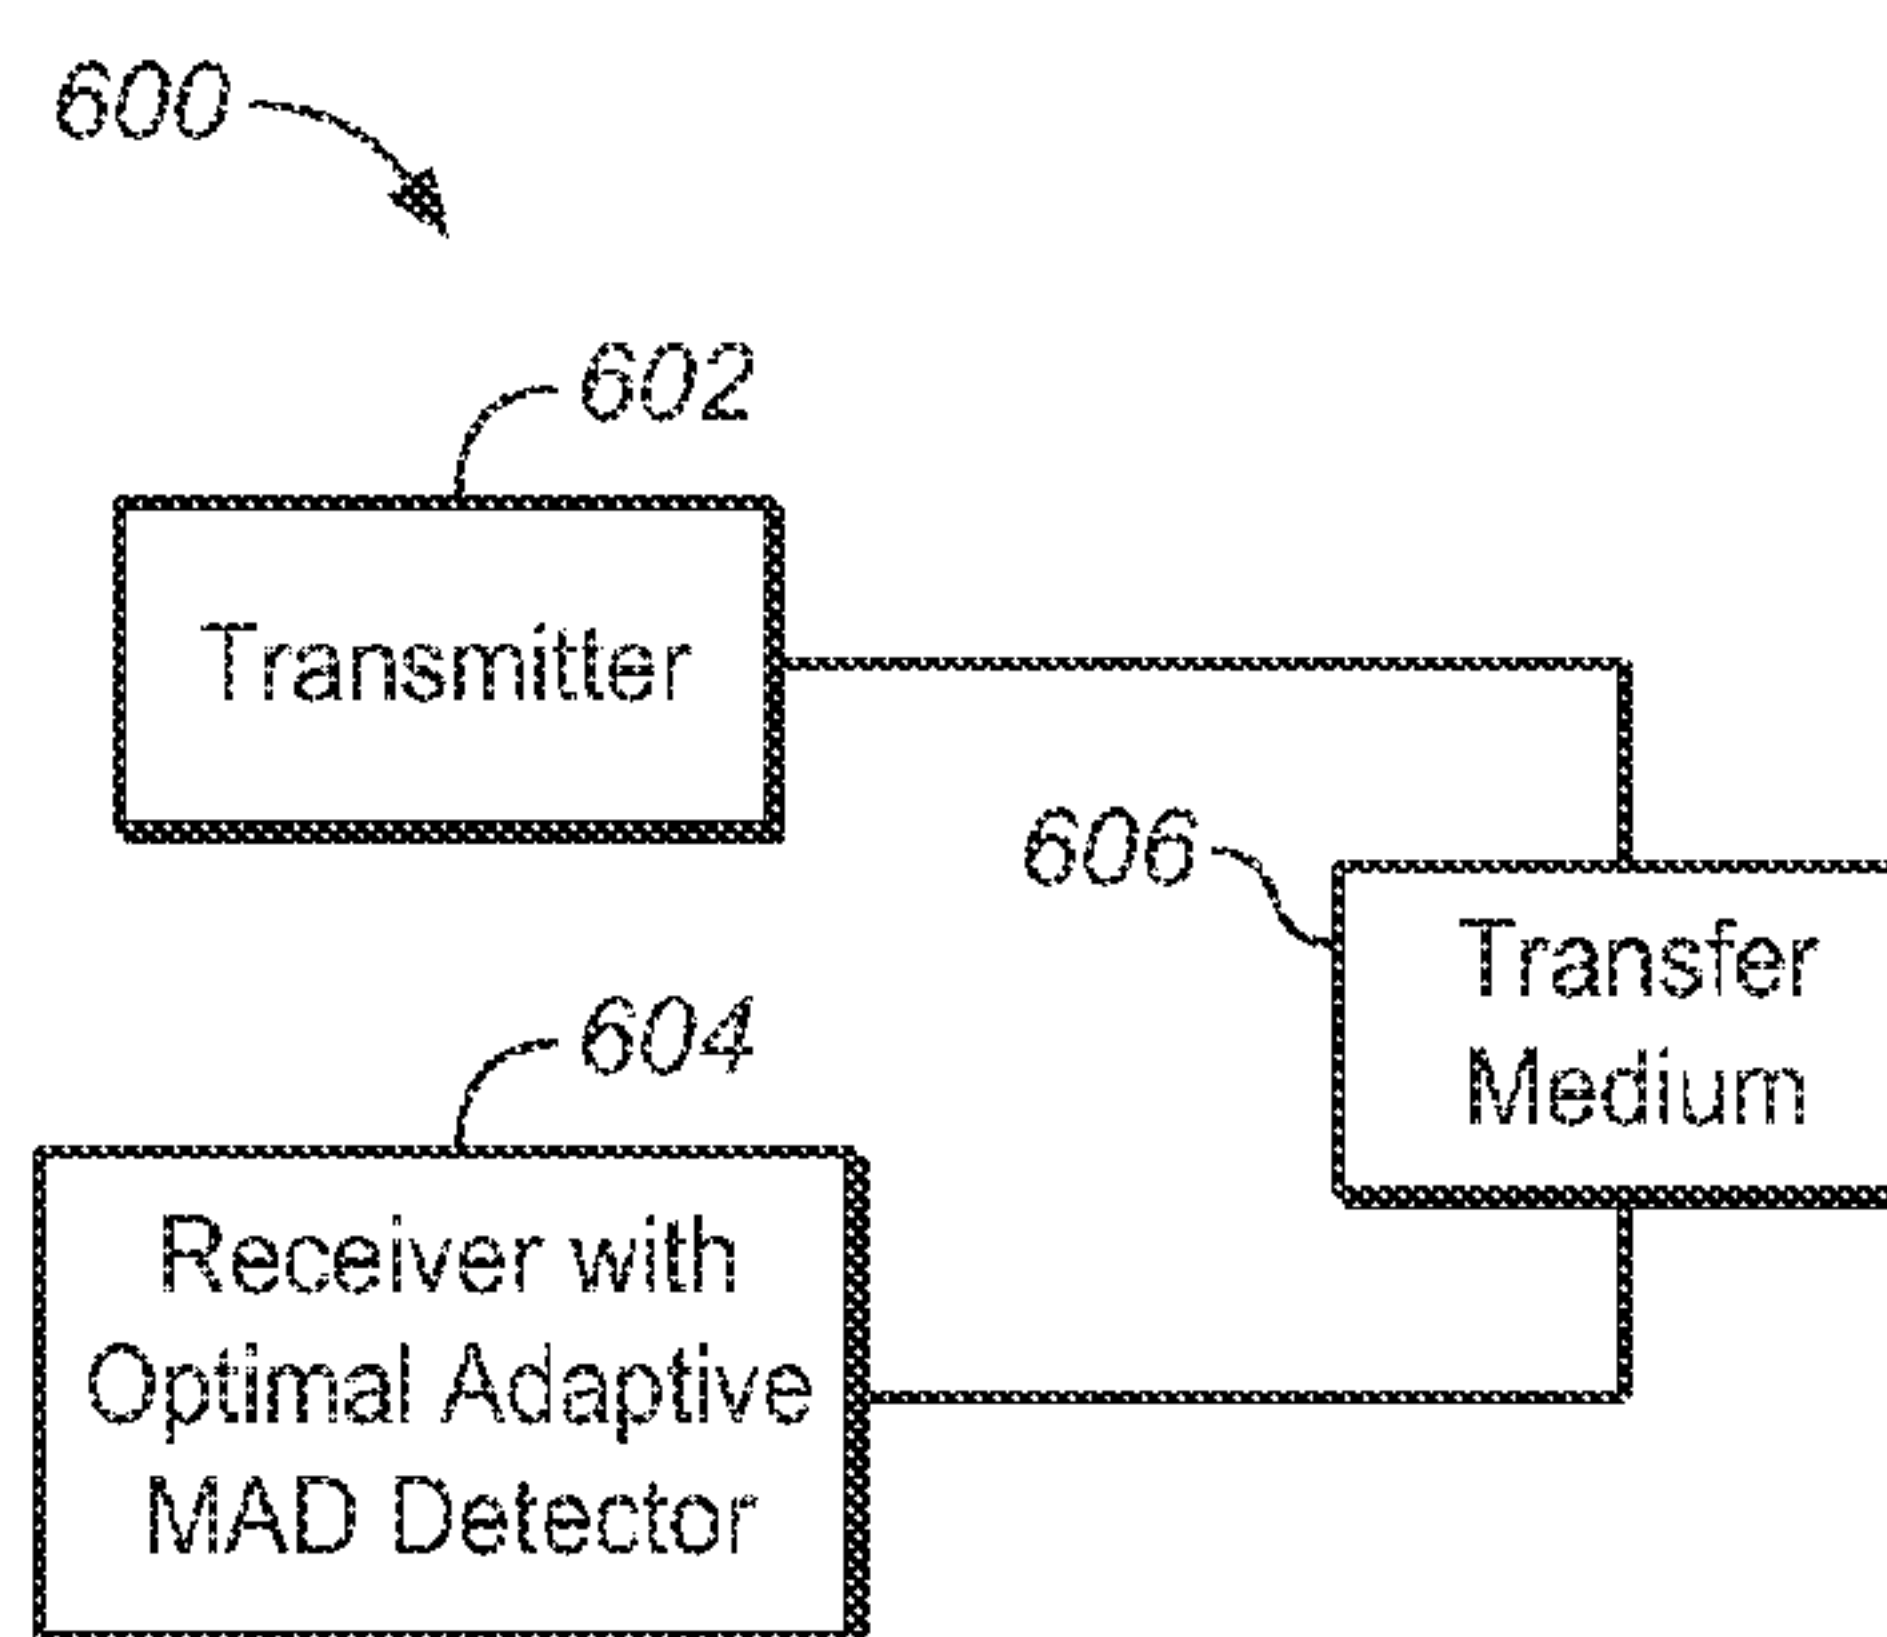 600
602
Transmitter
606
Transfer
Medium
604
Receiver with
Optimal Adaptive
MAD Detector